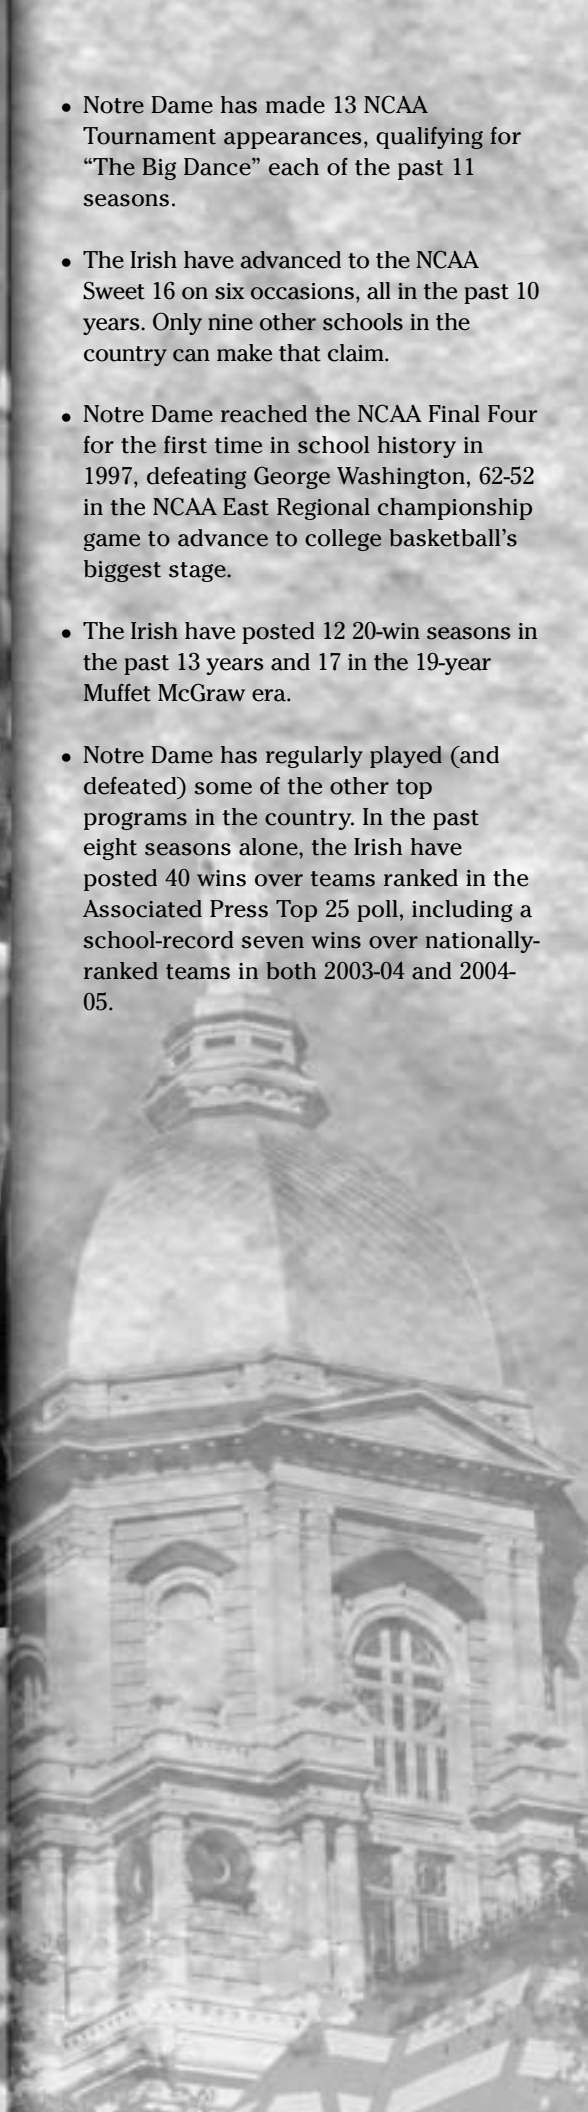 • Notre Dame has made 13 NCAA
Tournament appearances, qualifying for
“The Big Dance” each of the past 11
seasons.
• The Irish have advanced to the NCAA
Sweet 16 on six occasions, all in the past 10
years. Only nine other schools in the
country can make that claim.
• Notre Dame reached the NCAA Final Four
for the first time in school history in
1997, defeating George Washington, 62-52
in the NCAA East Regional championship
game to advance to college basketball’s
biggest stage.
• The Irish have posted 12 20-win seasons in
the past 13 years and 17 in the 19-year
Muffet McGraw era.
• Notre Dame has regularly played (and
defeated) some of the other top
programs in the country. In the past
eight seasons alone, the Irish have
posted 40 wins over teams ranked in the
Associated Press Top 25 poll, including a
school-record seven wins over nationally-
ranked teams in both 2003-04 and 2004-
05.